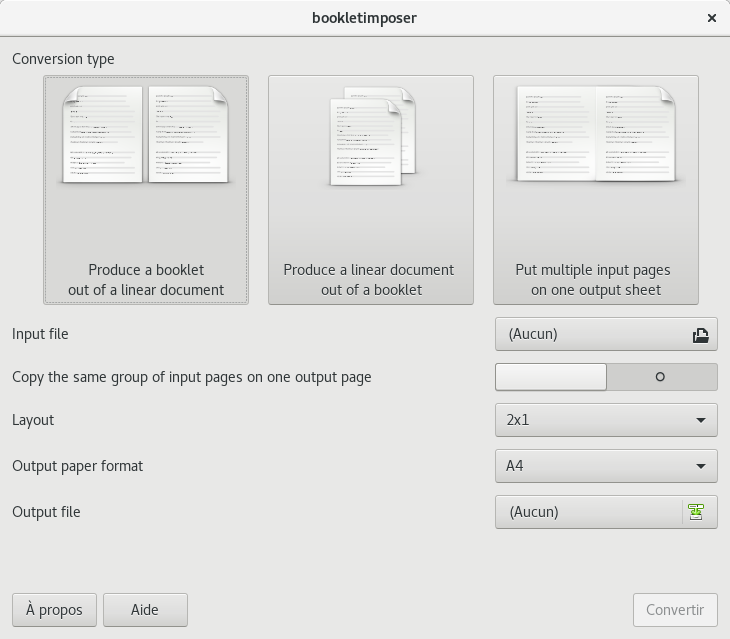 bookletimposer
Conversion type
Produce a booklet
out of a linear document
Produce a linear document
out of a booklet
Put multiple input pages
on one output sheet
Input file
(Aucun)
Copy the same group of input pages on one output page
O
Layout
2x1
Output paper format
A4
Output file
(Aucun)
À propos
Aide
Convertir